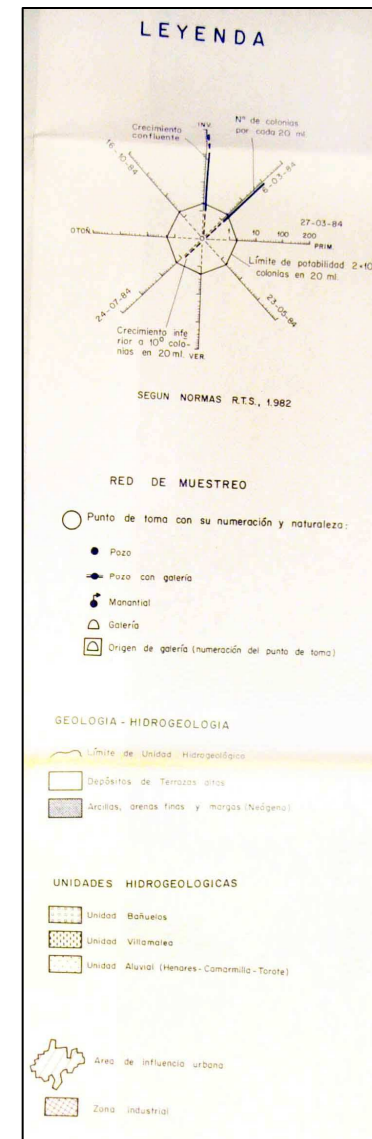 LEYENDA
INV.
Crecimiento
confluente
Nº de colonias
por cada 20 ml.
16-10-84
6-03-84
27-03-84
OTOÑ.
10 100 200
PRIM.
Límite de potabilidad 2×10
colonias en 20 ml.
24-07-84
23-05-84
Crecimiento infe
rior a 10⁰ colo-
nias en 20 ml.
VER.
SEGUN NORMAS R.T.S., 1.982
RED DE MUESTREO
Punto de toma con su numeración y naturaleza:
Pozo
Pozo con galería
Manantial
Galería
Origen de galería (numeración del punto de toma)
GEOLOGIA - HIDROGEOLOGIA
Límite de Unidad Hidrogeológica
Depósitos de Terrazas altas
Arcillas, arenas finas y margas (Neógeno)
UNIDADES HIDROGEOLOGICAS
Unidad Bañuelos
Unidad Villamalea
Unidad Aluvial (Henares-Camarmilla-Torote)
Area de influencia urbana
Zona industrial